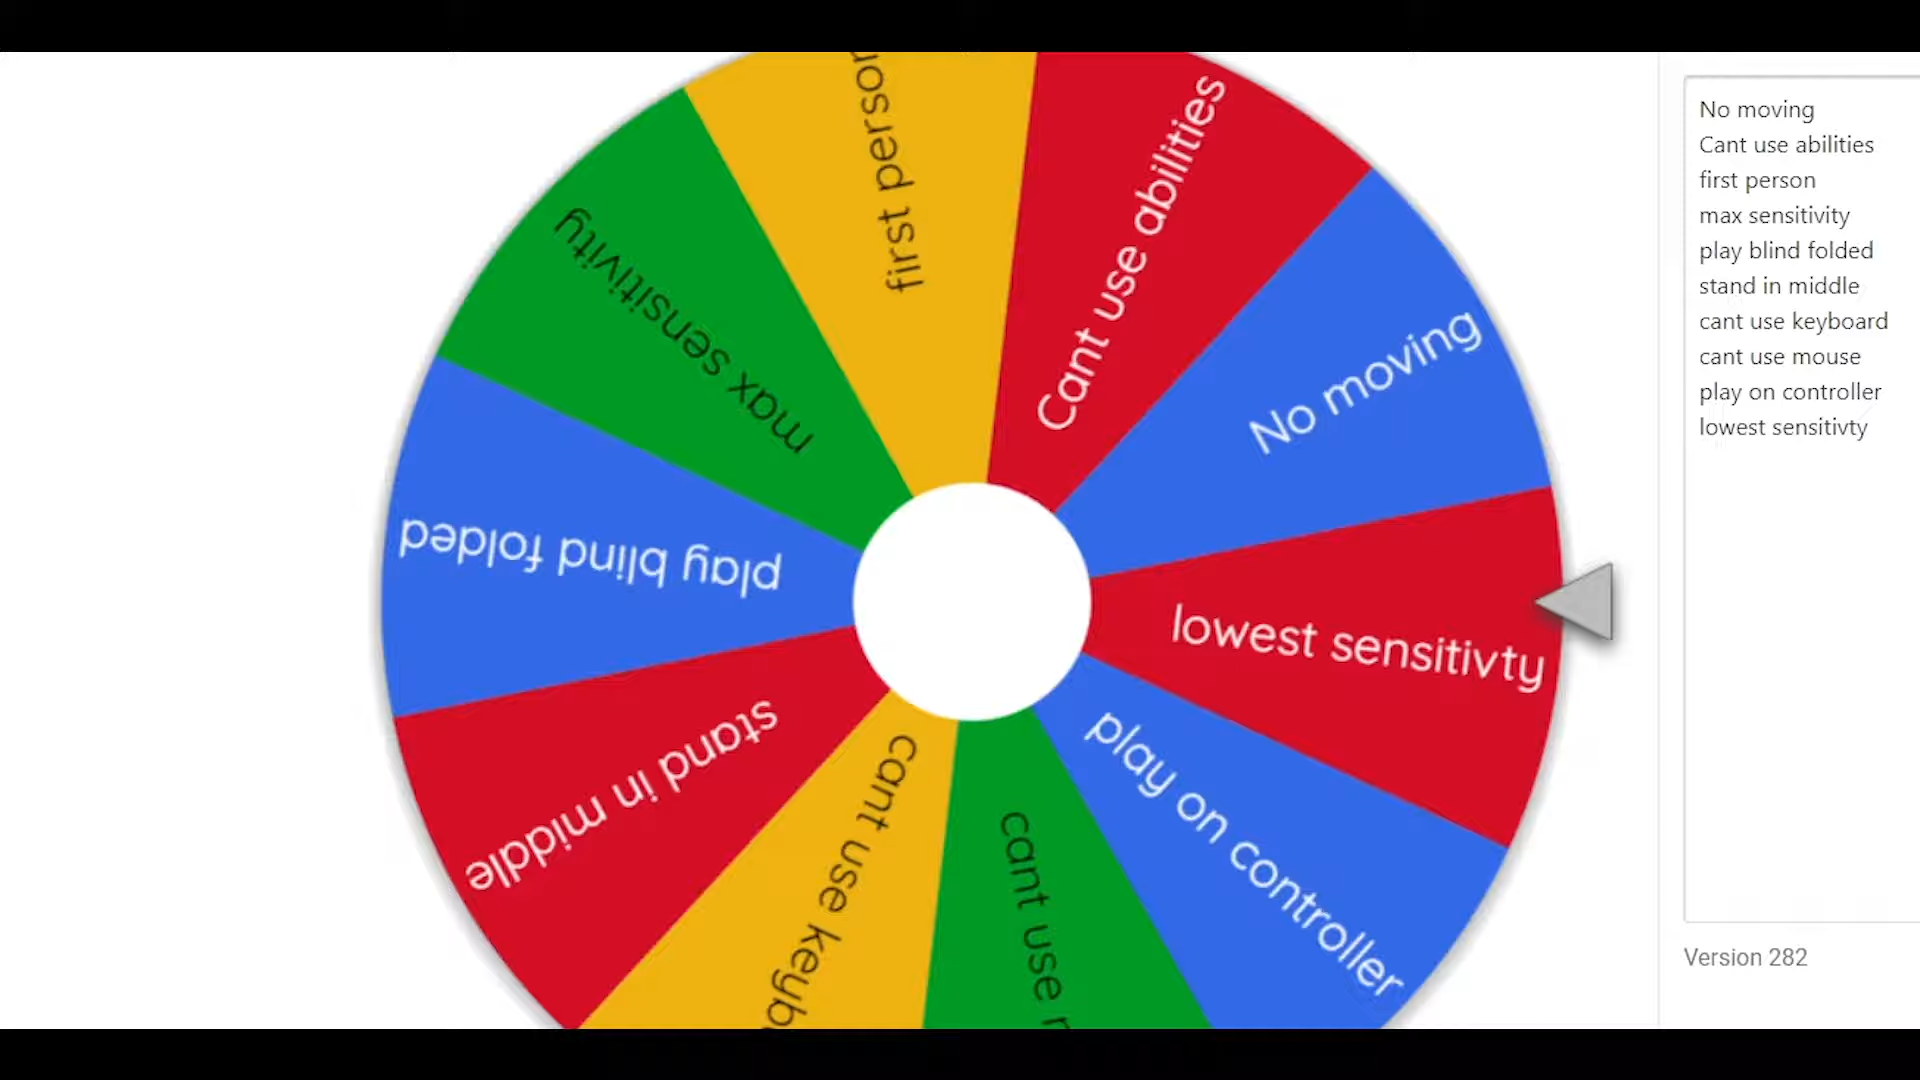 first person
Cant use abilities
max sensitivity
No moving
play blind folded
lowest sensitivty
stand in middle
play on controller
cant use keyb
cant use
No moving
Cant use abilities
first person
max sensitivity
play blind folded
stand in middle
cant use keyboard
cant use mouse
play on controller
lowest sensitivty
Version 282